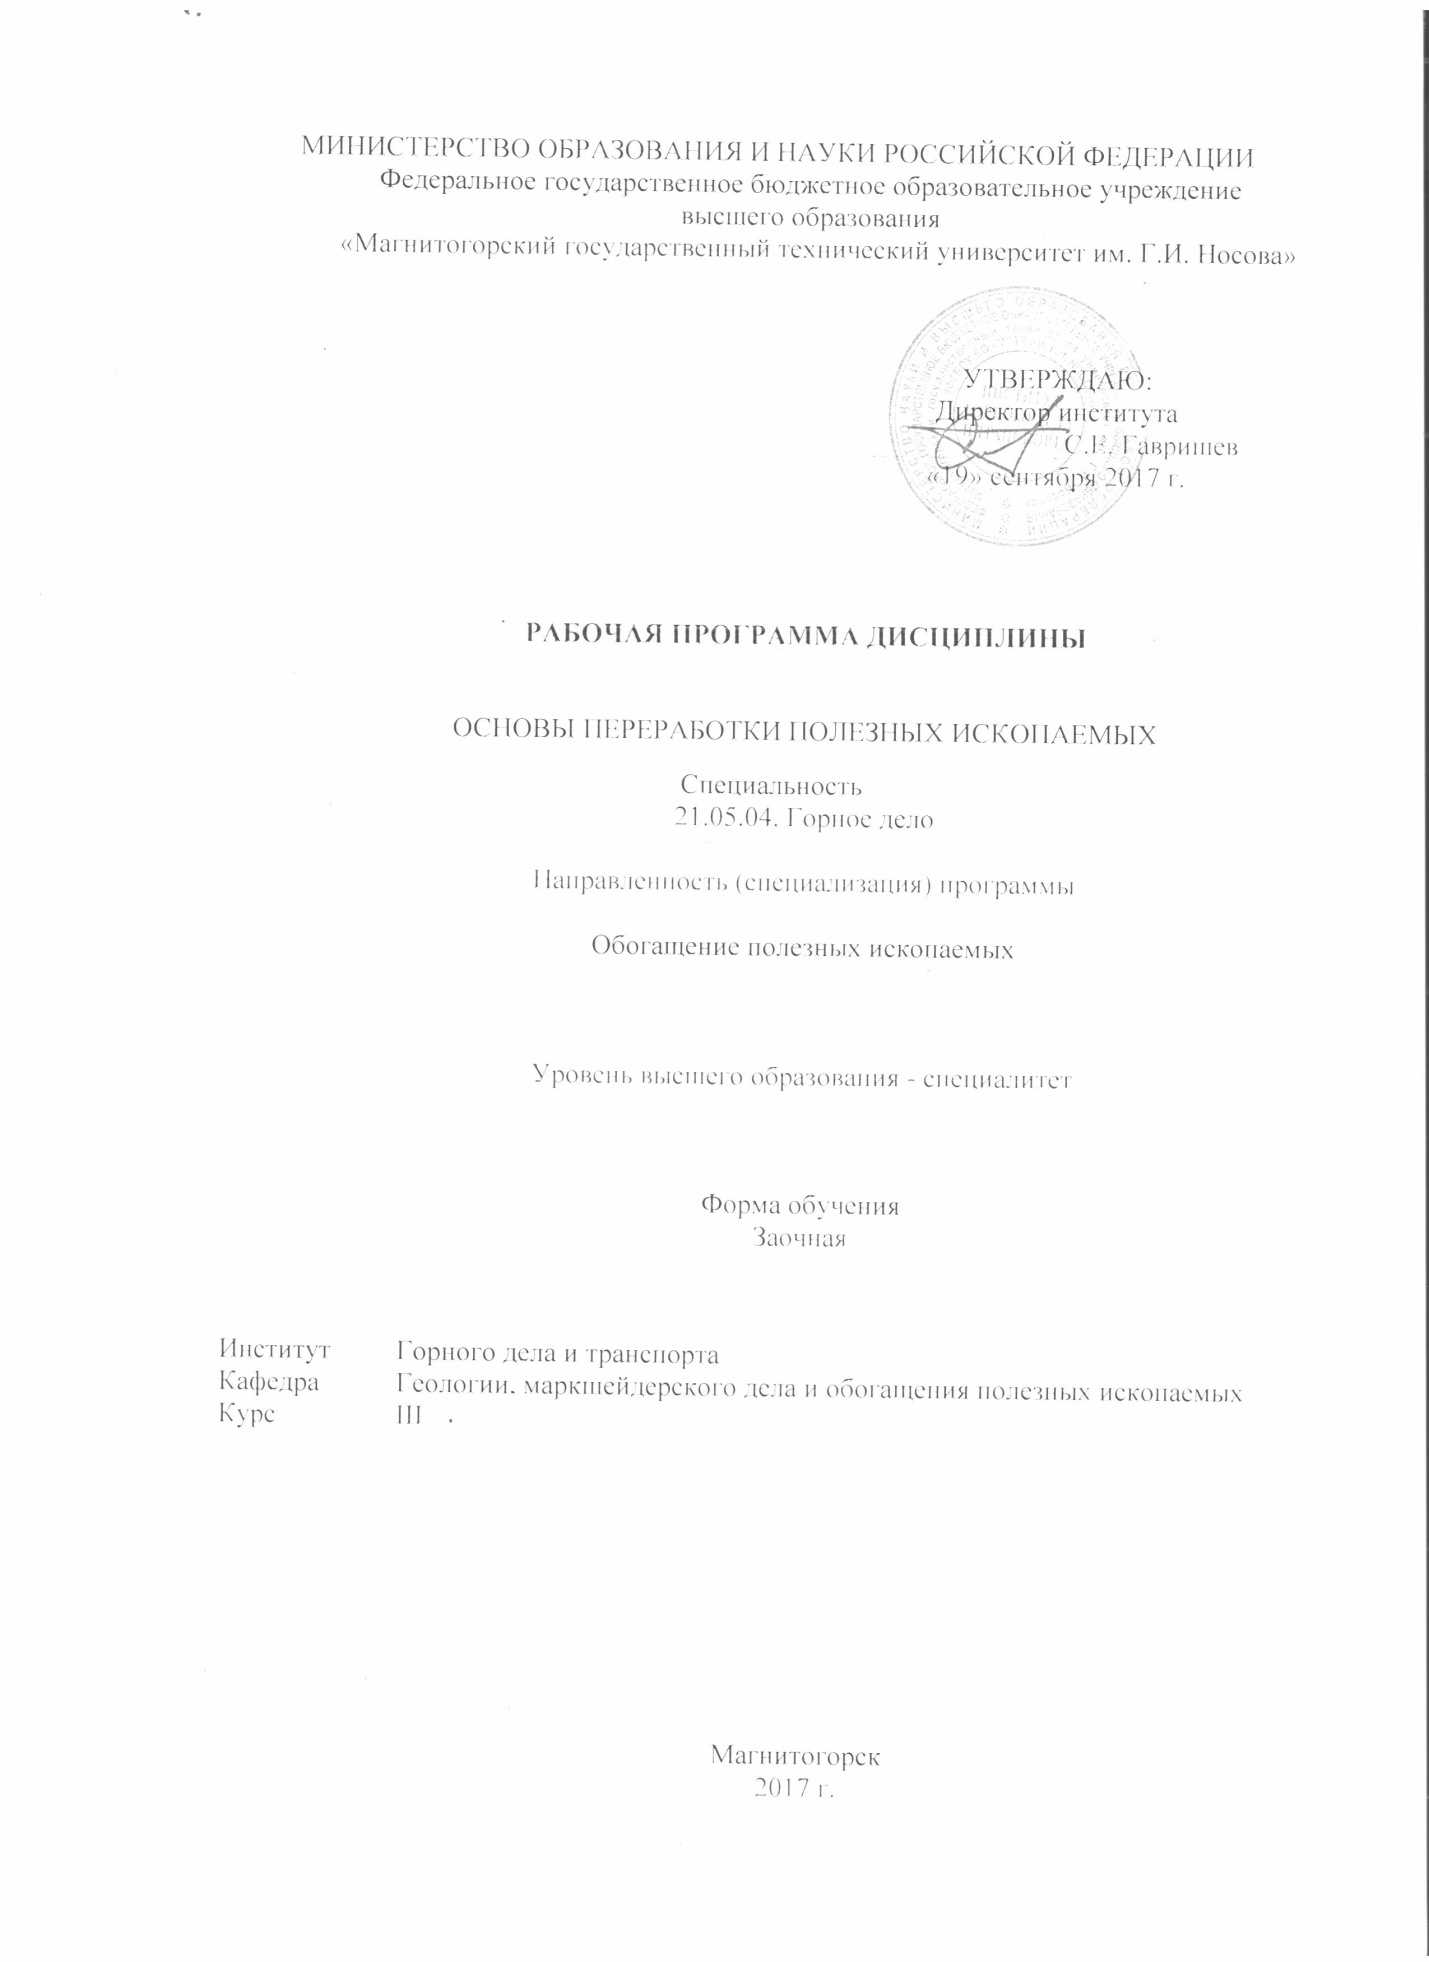 МИНИСТЕРСТВО ОБРАЗОВАНИЯ И НАУКИ РОССИЙСКОЙ ФЕДЕРАЦИИ
Федеральное государственное бюджетное образовательное учреждение
высшего образования
«Магнитогорский государственный технический университет им. Г.И. Носова»
УТВЕРЖДАЮ:
Директор института
С.Е. Гавришев
«19» сентября 2017 г.
РАБОЧАЯ ПРОГРАММА ДИСЦИПЛИНЫ
ОСНОВЫ ПЕРЕРАБОТКИ ПОЛЕЗНЫХ ИСКОПАЕМЫХ
Специальность
21.05.04. Горное дело
Направленность (специализация) программы
Обогащение полезных ископаемых
Уровень высшего образования - специалитет
Форма обучения
Заочная
Институт Горного дела и транспорта
Кафедра Геологии, маркшейдерского дела и обогащения полезных ископаемых
Курс III
Магнитогорск
2017 г.